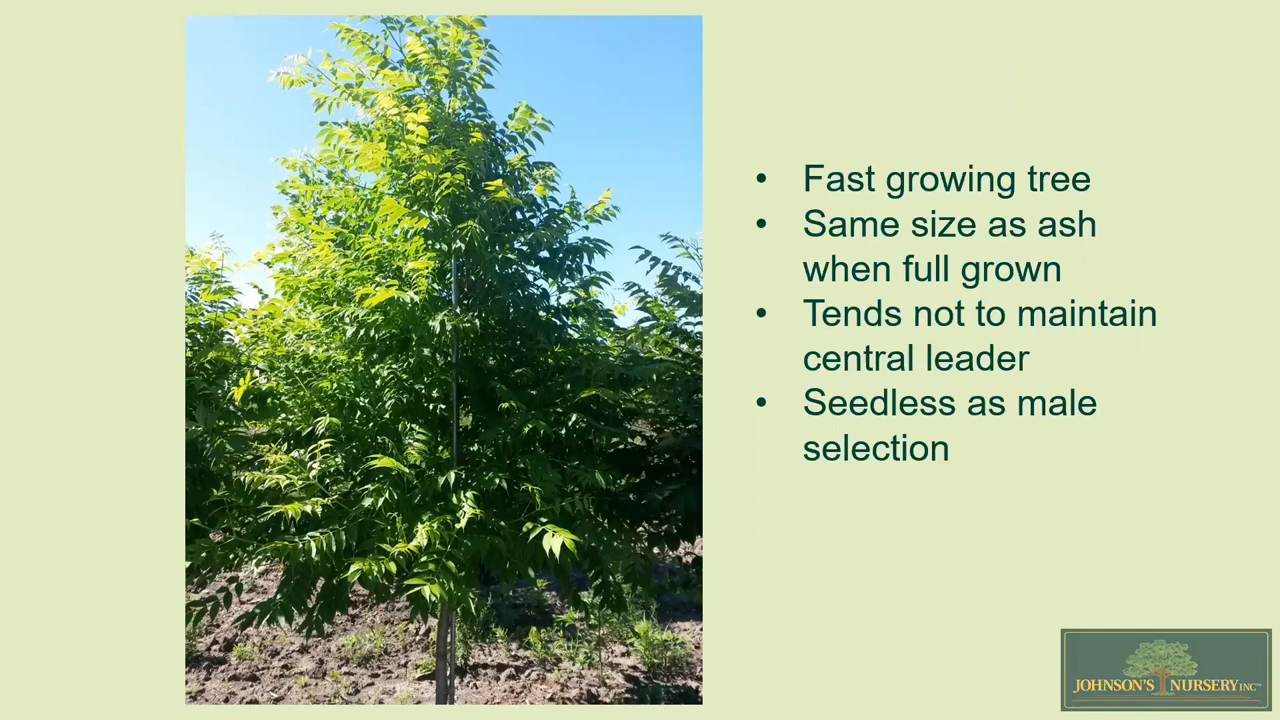 • Fast growing tree
• Same size as ash
when full grown
• Tends not to maintain
central leader
• Seedless as male
selection
JOHNSON'S NURSERY INC™